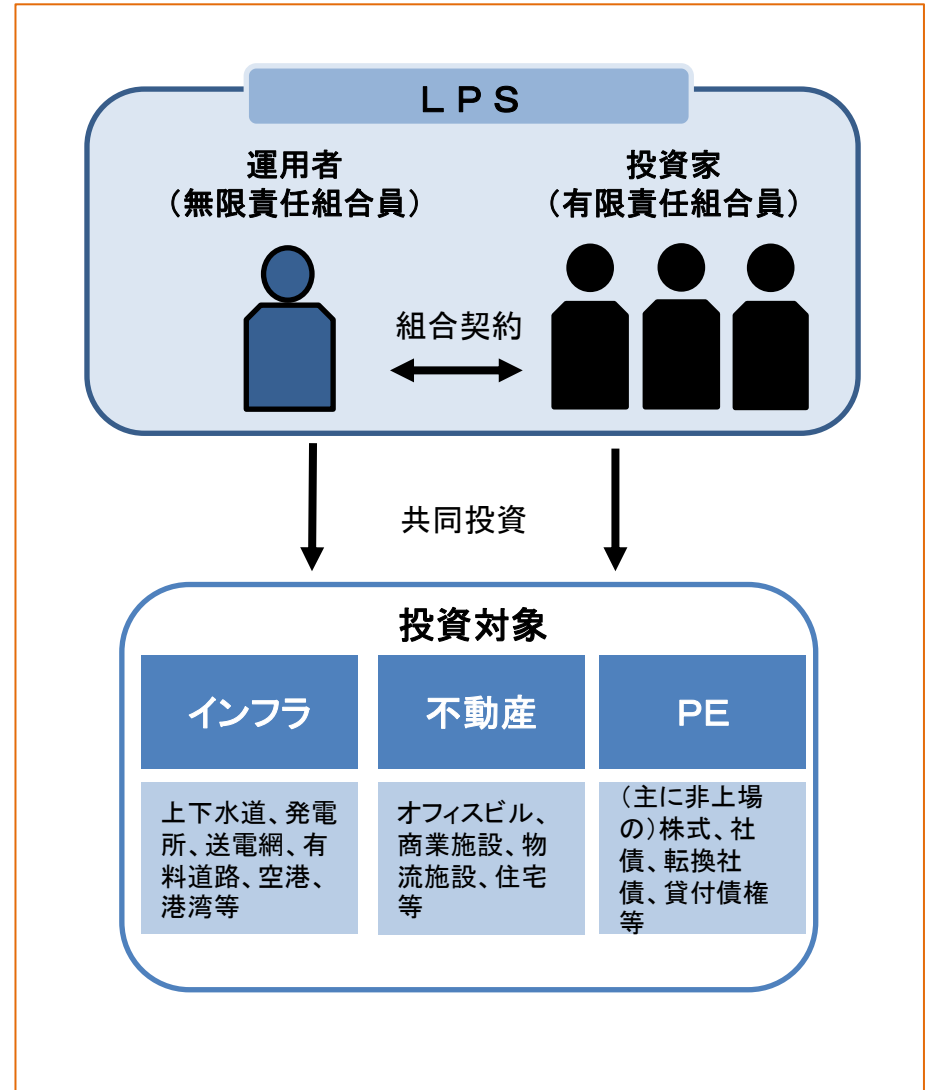 LPS
運用者
（無限責任組合員）
投資家
（有限責任組合員）
組合契約
共同投資
投資対象
インフラ
不動産
PE
上下水道、発電
所、送電網、有
料道路、空港、
港湾等
オフィスビル、
商業施設、物
流施設、住宅
等
（主に非上場
の）株式、社
債、転換社
債、貸付債権
等